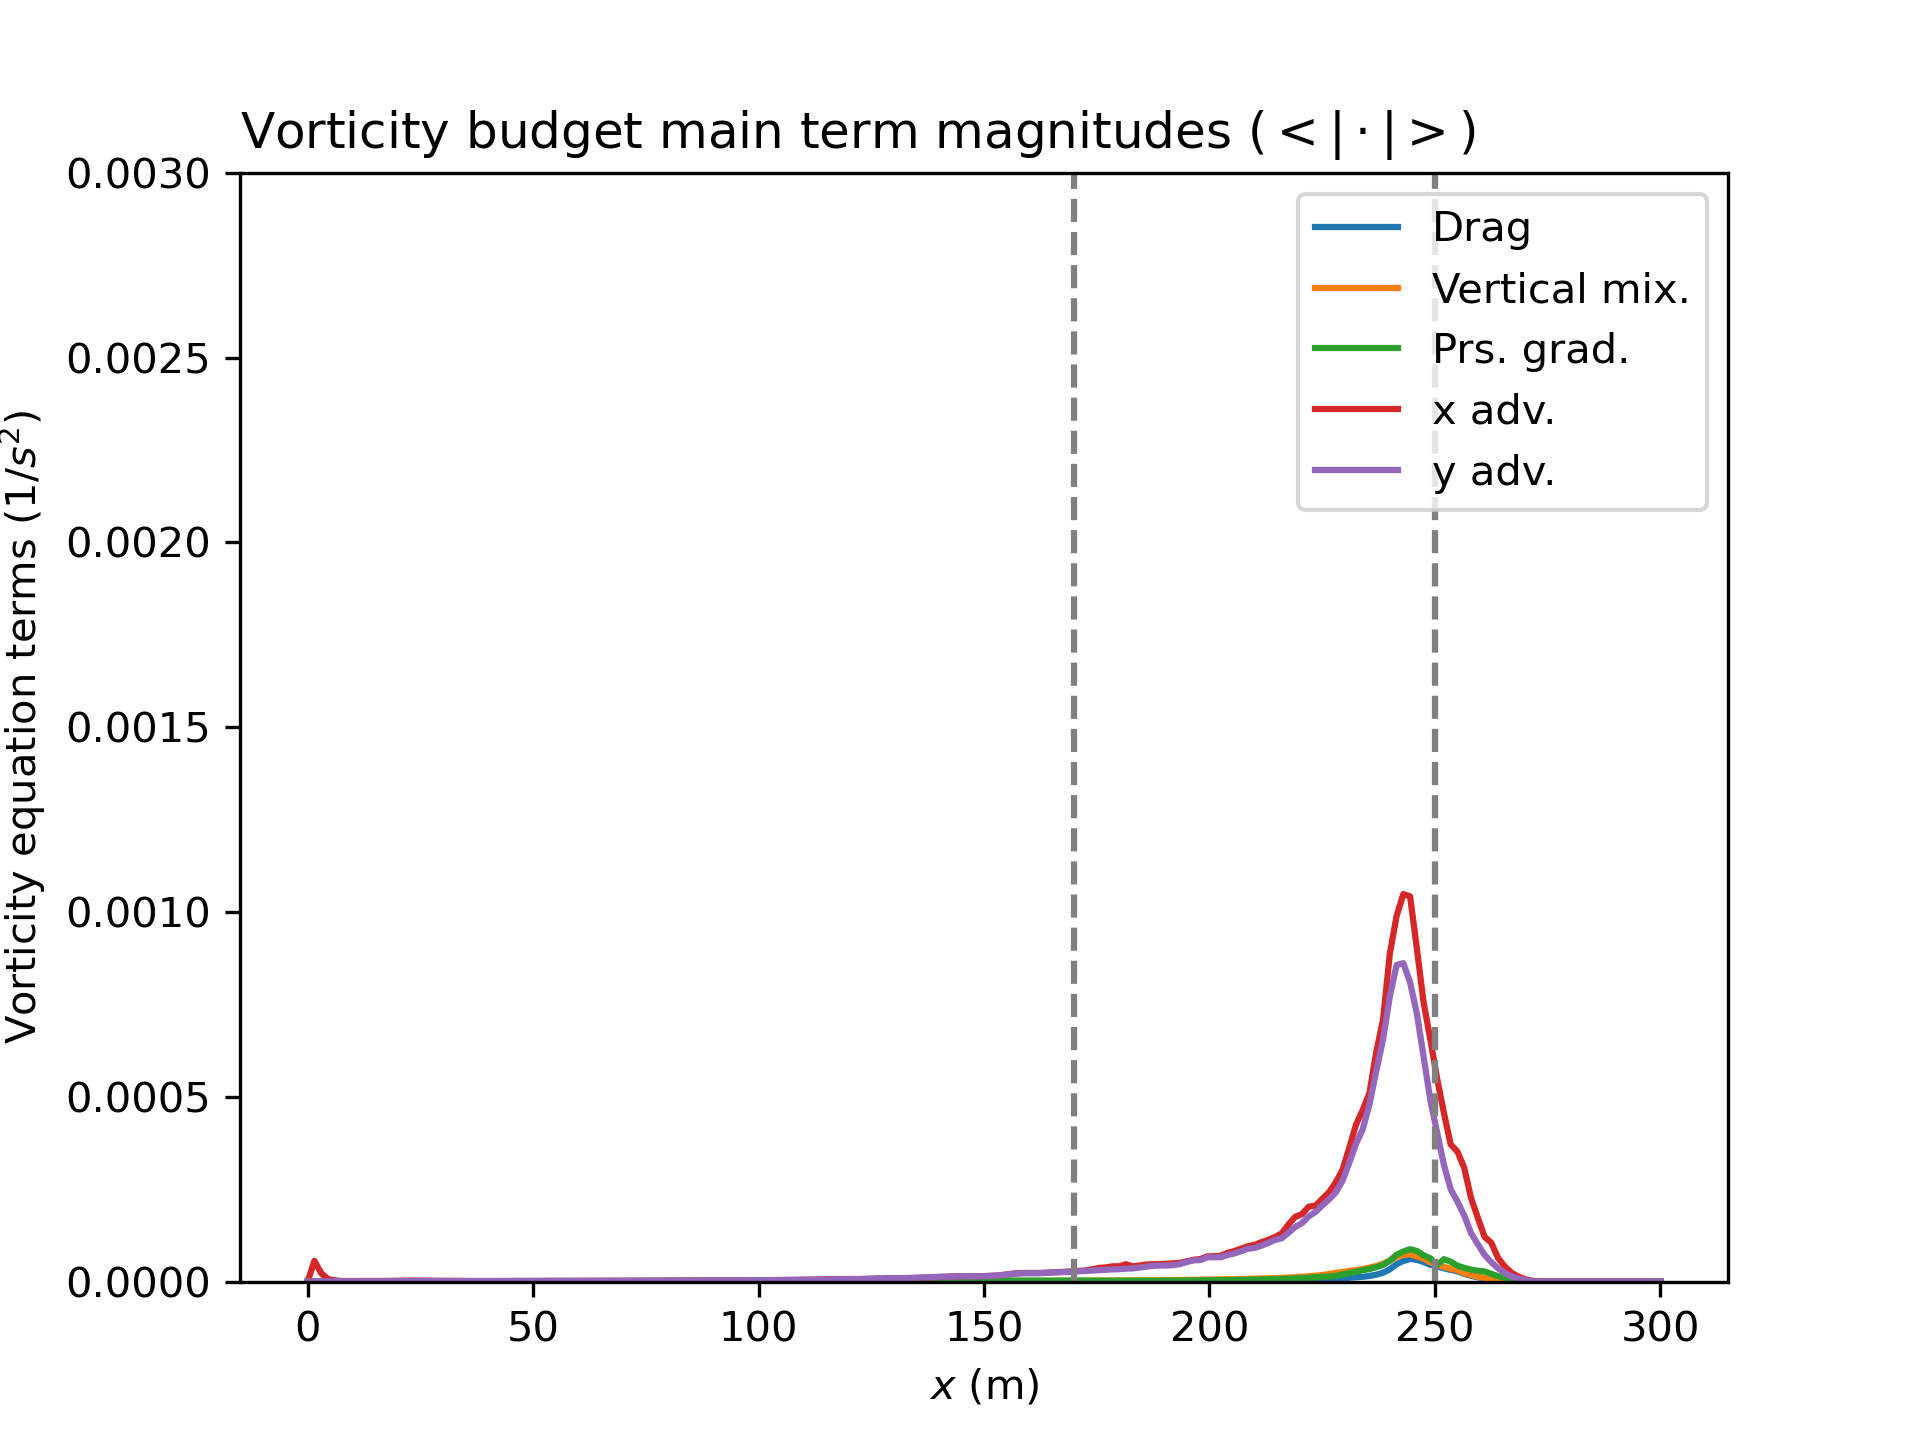 Vorticity budget main term magnitudes (<|·|>)
0.0030
0.0025
0.0020
0.0015
0.0010
0.0005
0.0000
Vorticity equation terms (1/s²)
Drag
Vertical mix.
Prs. grad.
x adv.
y adv.
0 50 100 150 200 250 300
x (m)